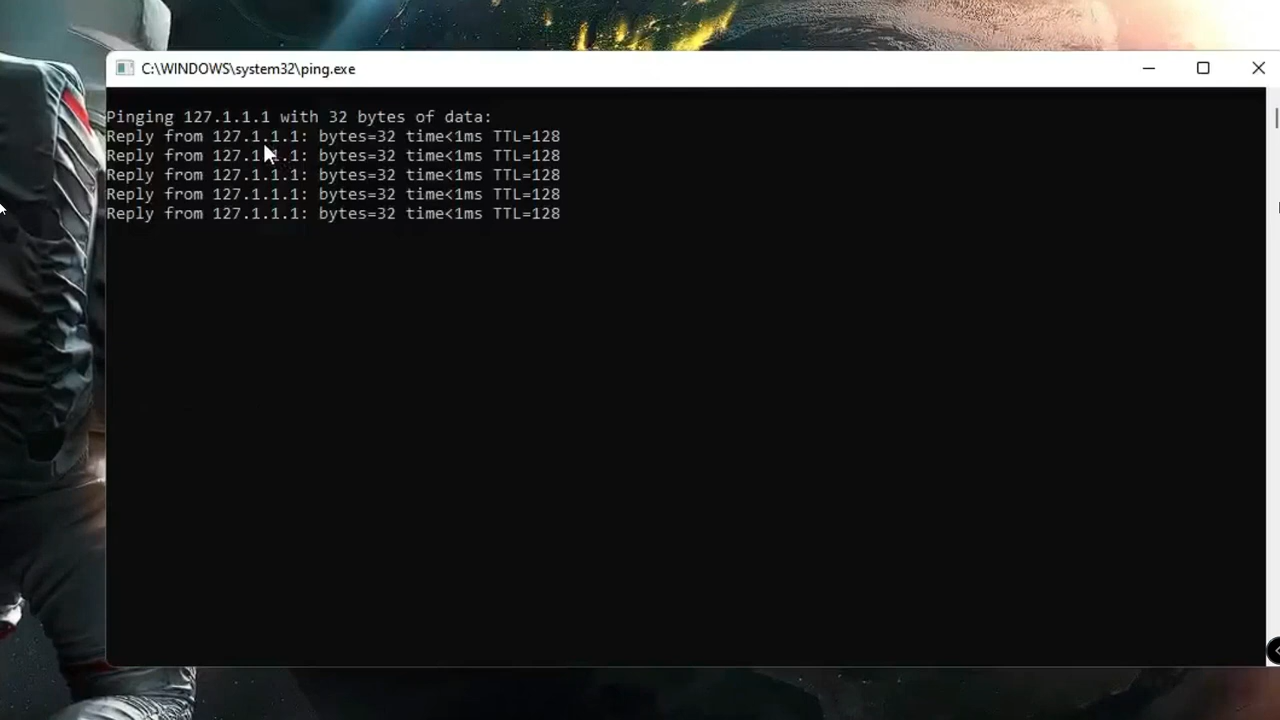 C:\WINDOWS\system32\ping.exe
Pinging 127.1.1.1 with 32 bytes of data:
Reply from 127.1.1.1: bytes=32 time<1ms TTL=128
Reply from 127.1.1.1: bytes=32 time<1ms TTL=128
Reply from 127.1.1.1: bytes=32 time<1ms TTL=128
Reply from 127.1.1.1: bytes=32 time<1ms TTL=128
Reply from 127.1.1.1: bytes=32 time<1ms TTL=128